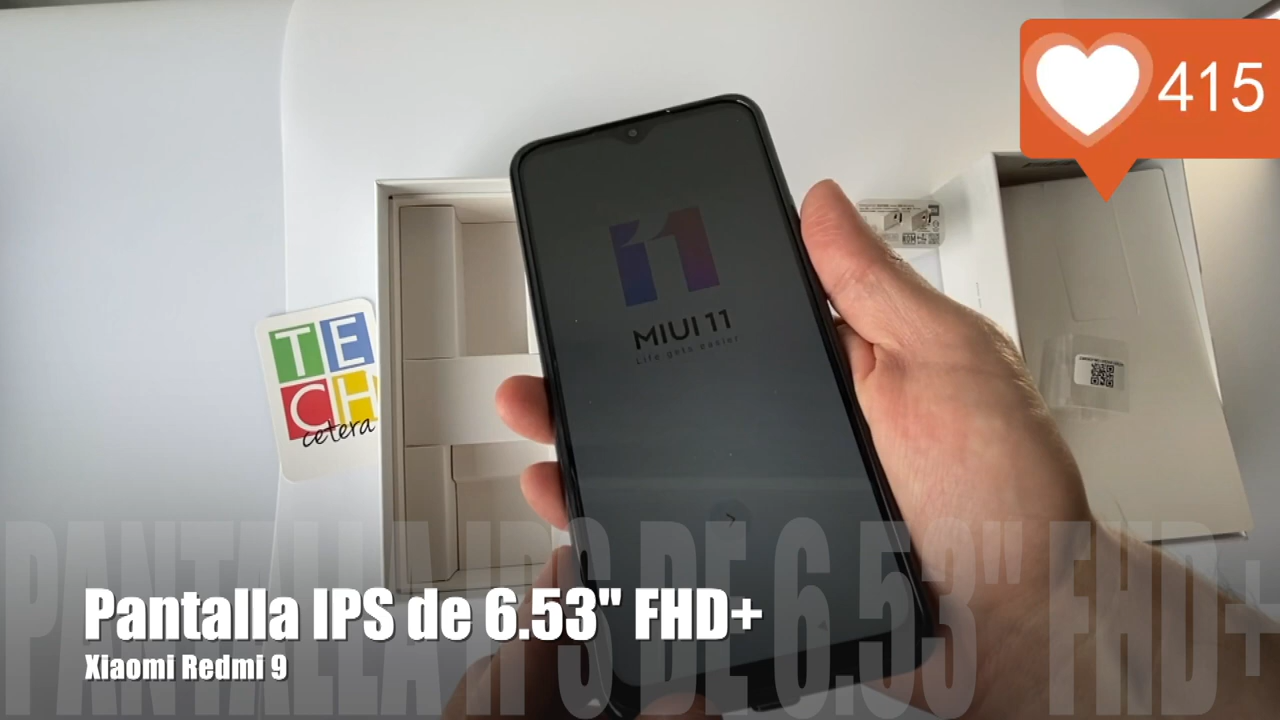 415
11
MIUI 11
Life gets easier
TE
CH
cetera
PANTALLA IPS DE 6.53" FHD+
Pantalla IPS de 6.53" FHD+
Xiaomi Redmi 9